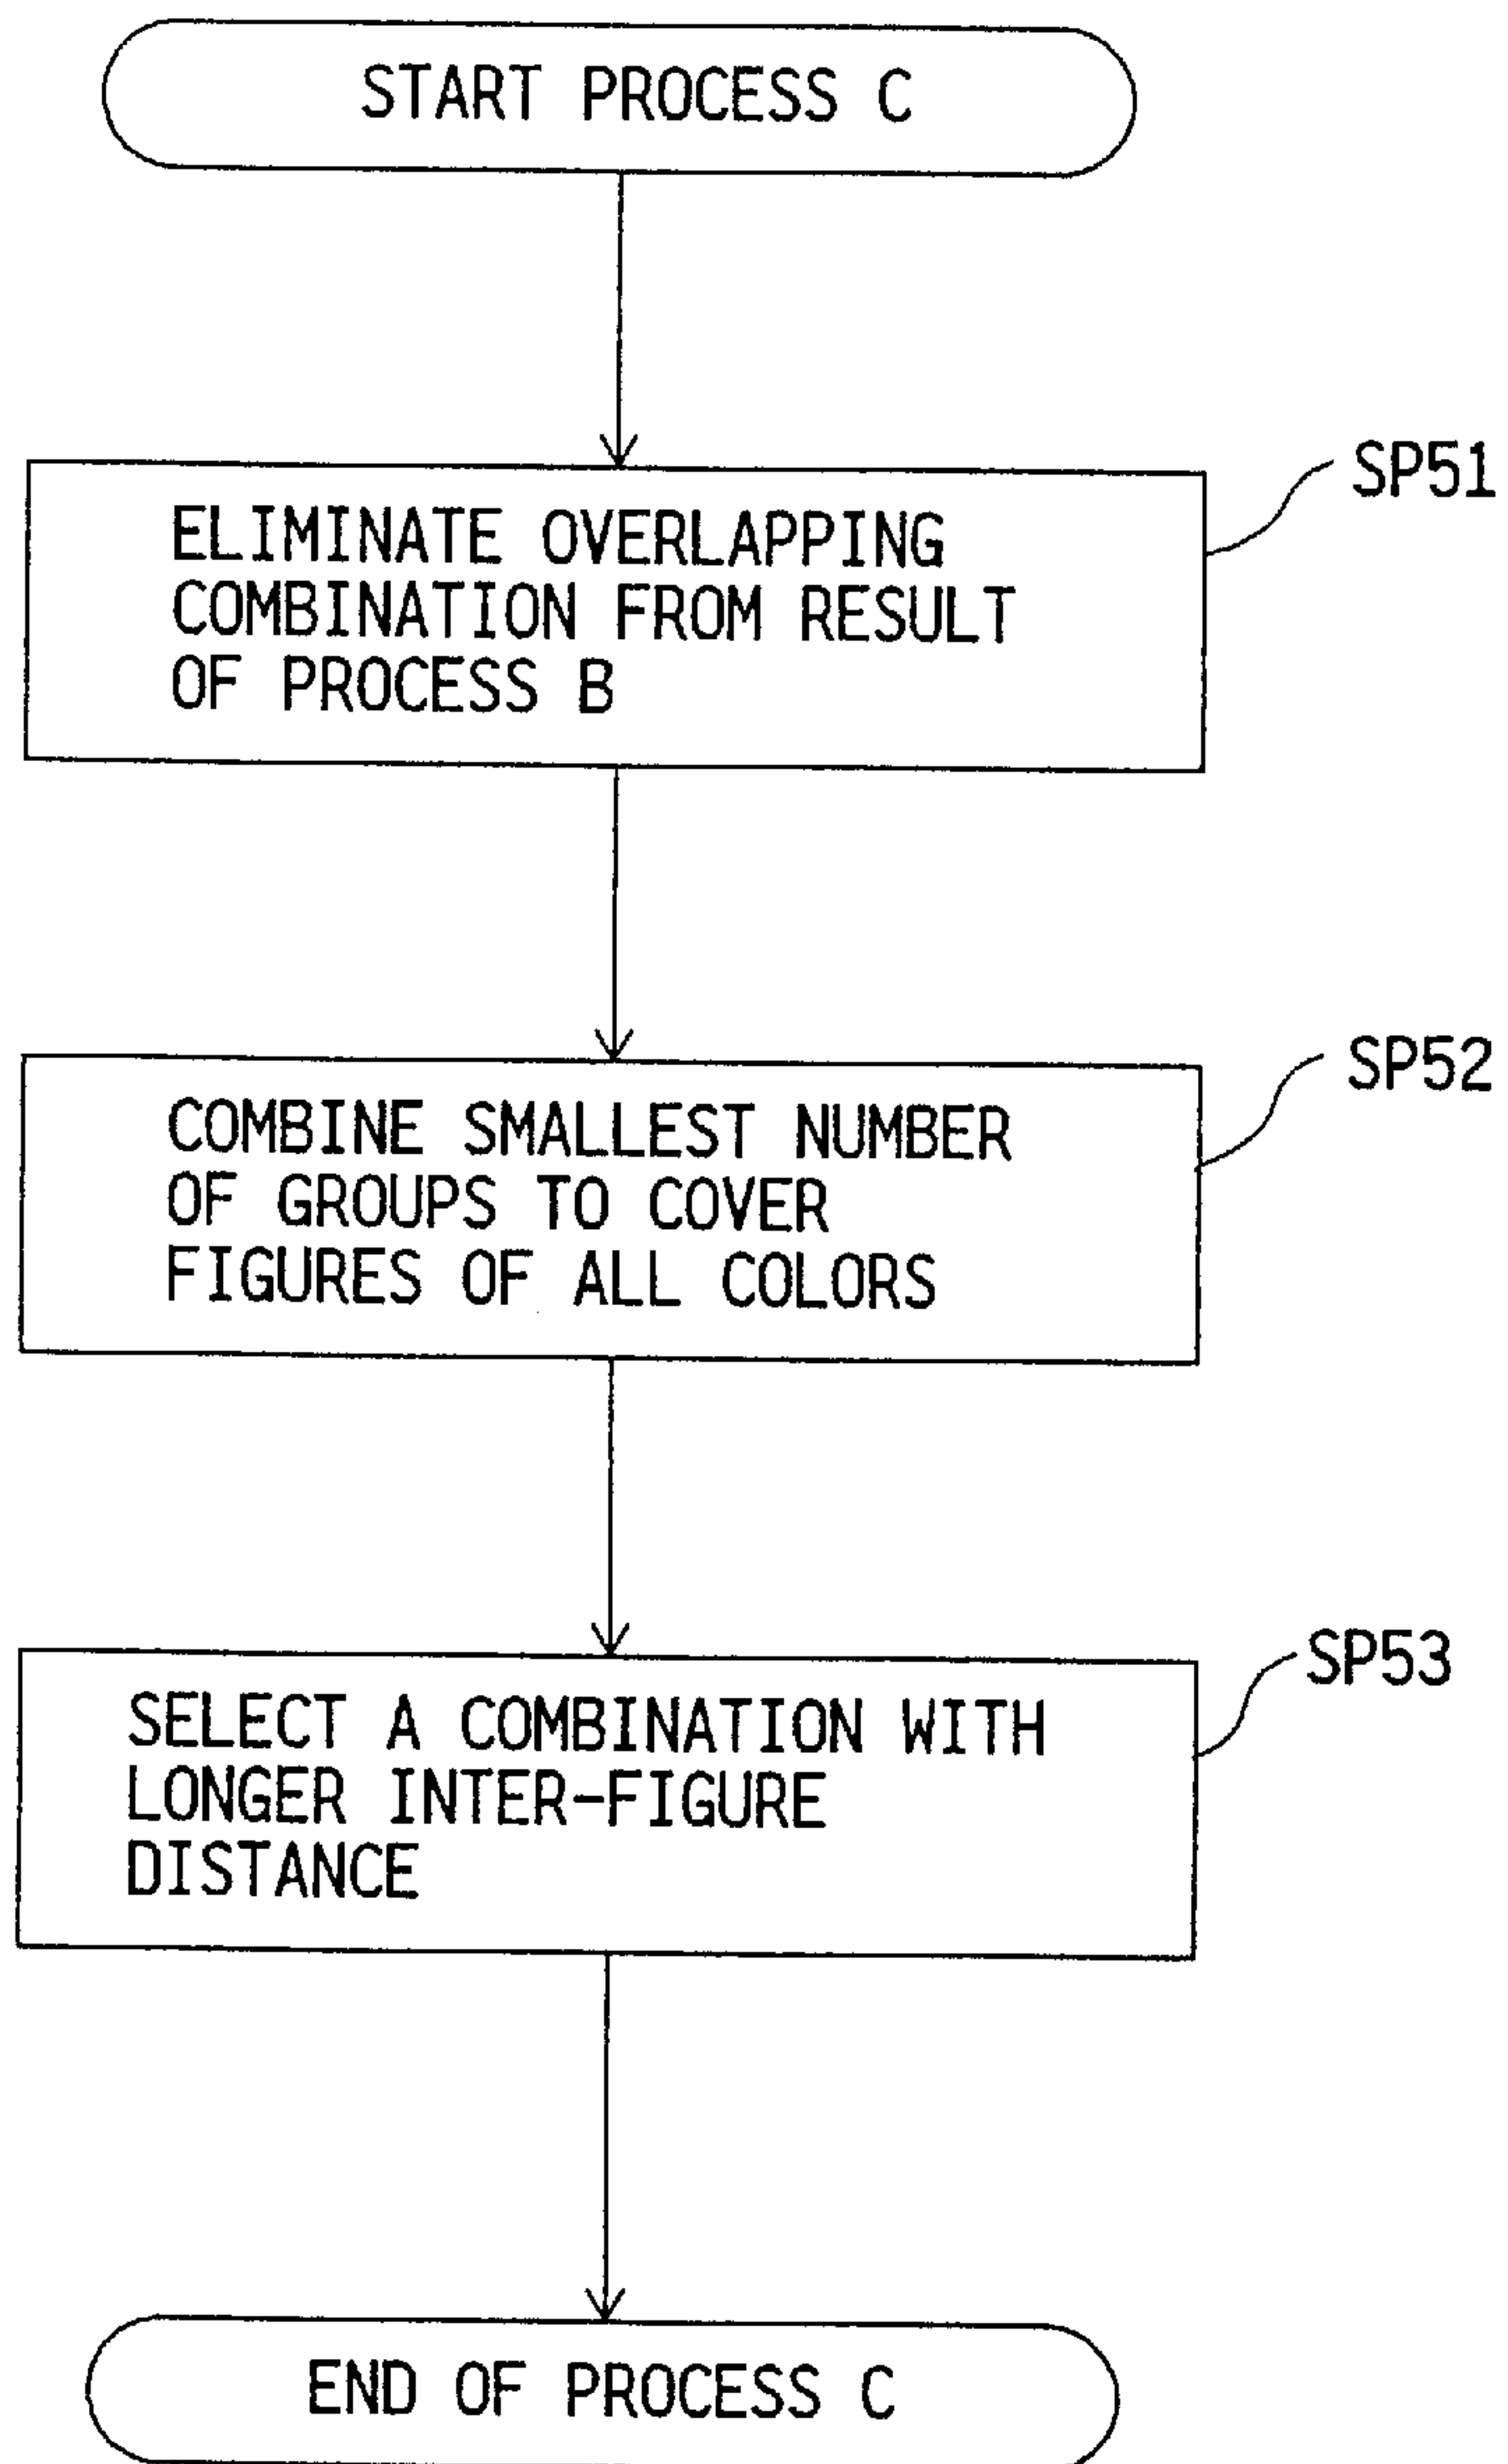 START PROCESS C
SP51
ELIMINATE OVERLAPPING
COMBINATION FROM RESULT
OF PROCESS B
SP52
COMBINE SMALLEST NUMBER
OF GROUPS TO COVER
FIGURES OF ALL COLORS
SP53
SELECT A COMBINATION WITH
LONGER INTER-FIGURE
DISTANCE
END OF PROCESS C